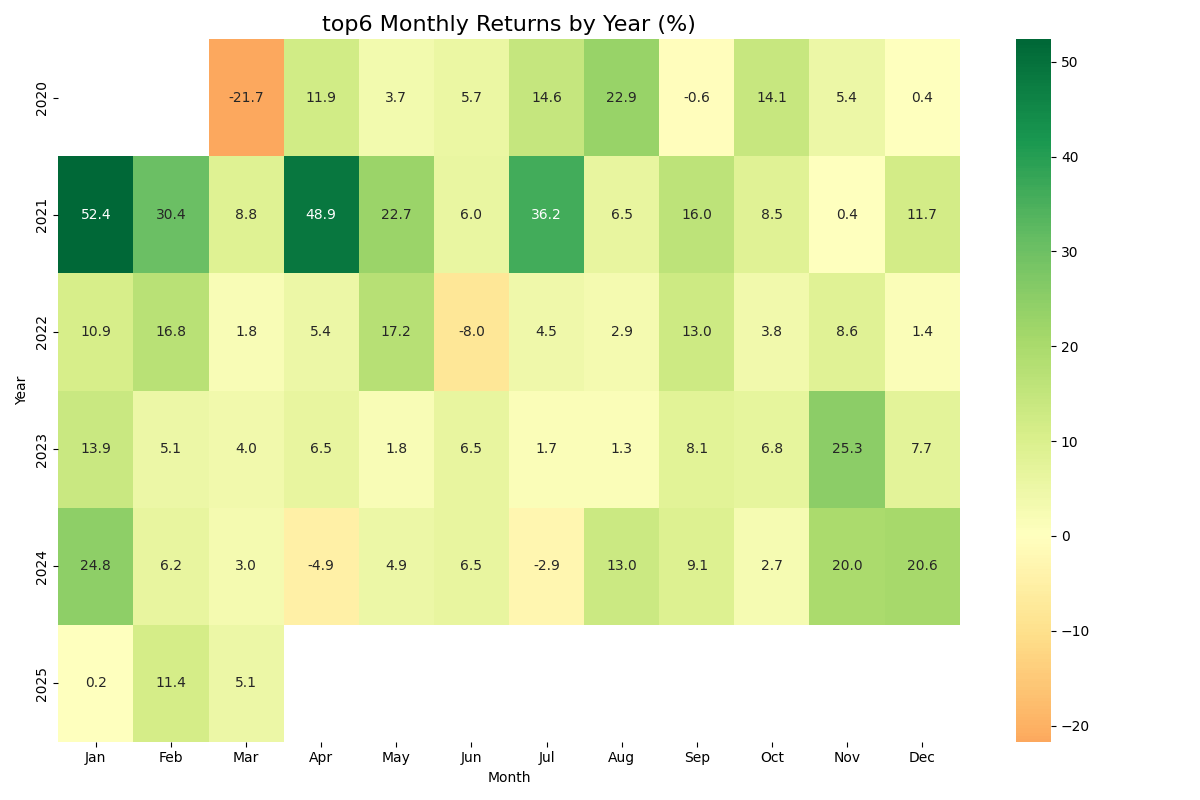 top6 Monthly Returns by Year (%)
2020 -21.7 11.9 3.7 5.7 14.6 22.9 -0.6 14.1 5.4 0.4
2021 52.4 30.4 8.8 48.9 22.7 6.0 36.2 6.5 16.0 8.5 0.4 11.7
2022 10.9 16.8 1.8 5.4 17.2 -8.0 4.5 2.9 13.0 3.8 8.6 1.4
2023 13.9 5.1 4.0 6.5 1.8 6.5 1.7 1.3 8.1 6.8 25.3 7.7
2024 24.8 6.2 3.0 -4.9 4.9 6.5 -2.9 13.0 9.1 2.7 20.0 20.6
2025 0.2 11.4 5.1
Year
Jan Feb Mar Apr May Jun Jul Aug Sep Oct Nov Dec
Month
50
40
30
20
10
0
−10
−20